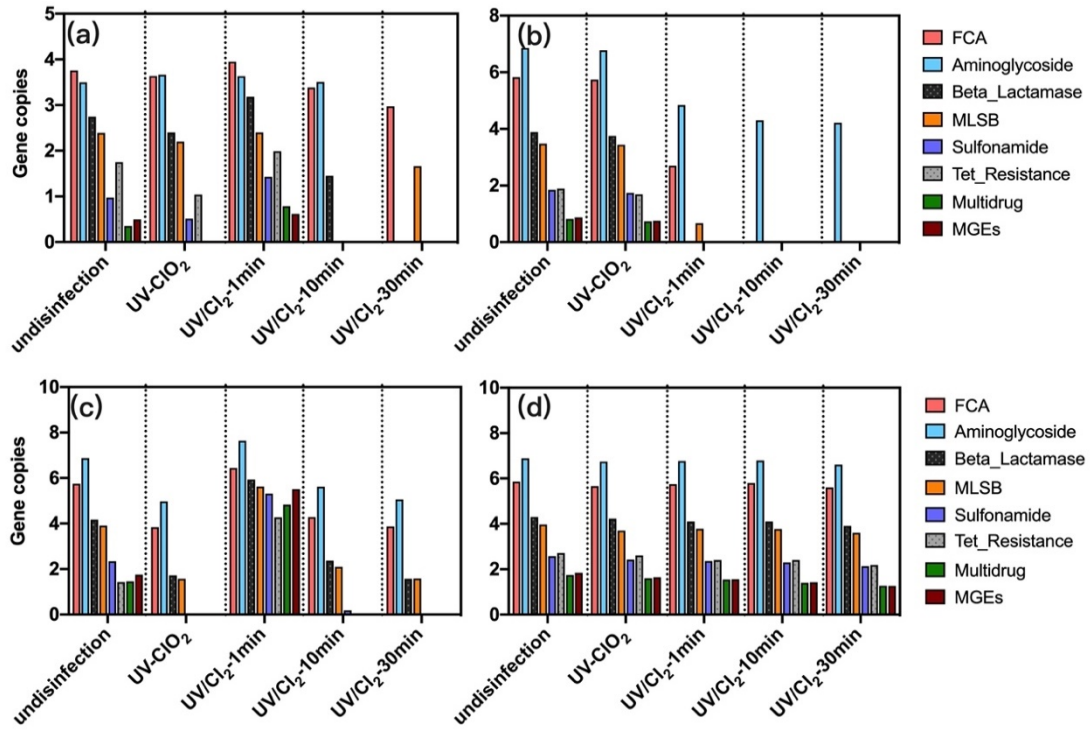 (a)
Gene copies
5
4
3
2
1
0
undisinfection
UV-ClO₂
UV/Cl₂-1min
UV/Cl₂-10min
UV/Cl₂-30min
(b)
8
6
4
2
0
undisinfection
UV-ClO₂
UV/Cl₂-1min
UV/Cl₂-10min
UV/Cl₂-30min
FCA
Aminoglycoside
Beta_Lactamase
MLSB
Sulfonamide
Tet_Resistance
Multidrug
MGEs
(c)
Gene copies
10
8
6
4
2
0
undisinfection
UV-ClO₂
UV/Cl₂-1min
UV/Cl₂-10min
UV/Cl₂-30min
(d)
10
8
6
4
2
0
undisinfection
UV-ClO₂
UV/Cl₂-1min
UV/Cl₂-10min
UV/Cl₂-30min
FCA
Aminoglycoside
Beta_Lactamase
MLSB
Sulfonamide
Tet_Resistance
Multidrug
MGEs